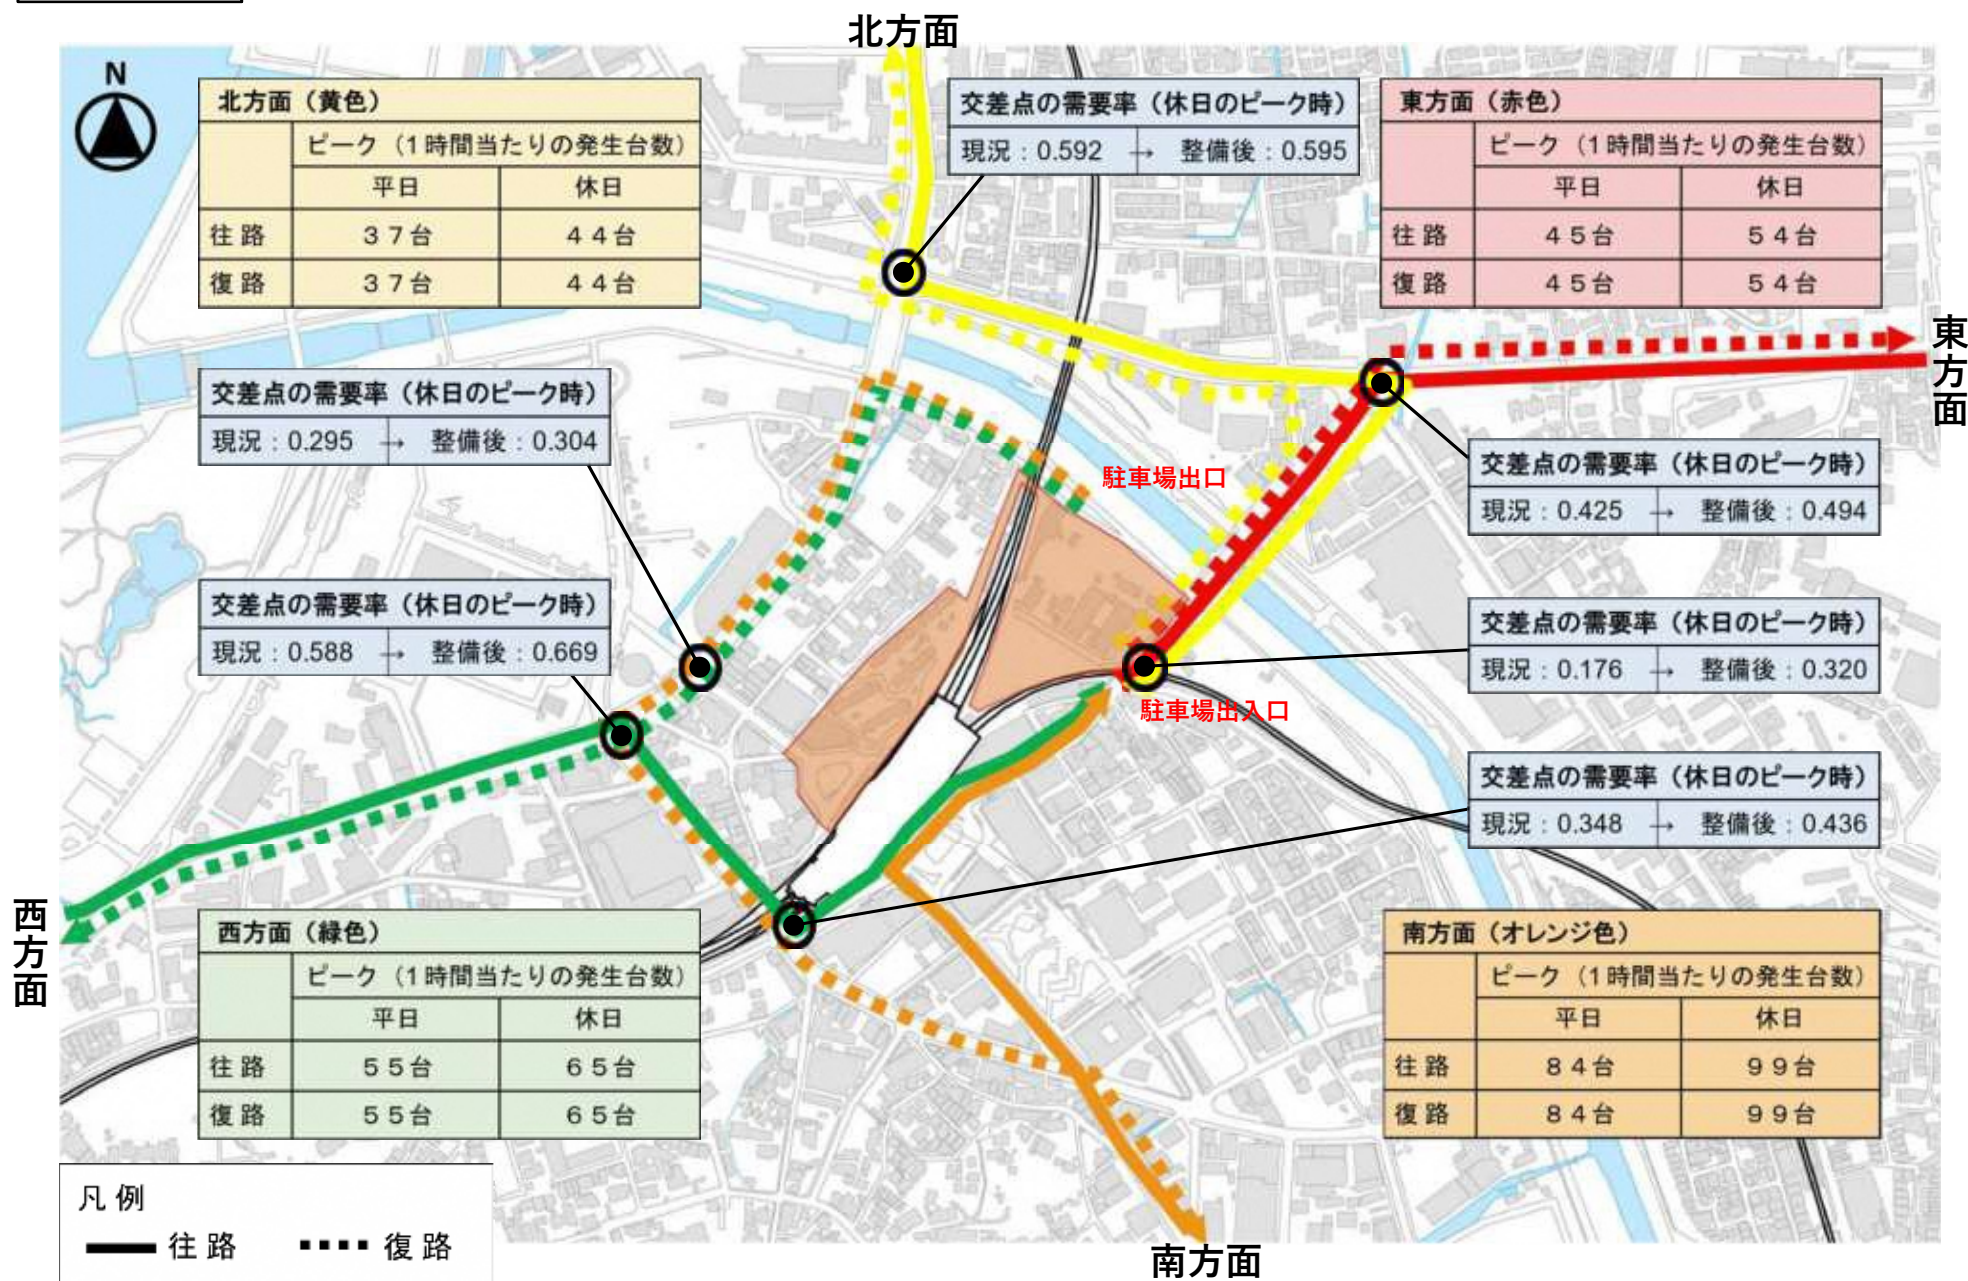 北方面
N
北方面（黄色）
ピーク（1時間当たりの発生台数）
平日 休日
往路 37台 44台
復路 37台 44台
交差点の需要率（休日のピーク時）
現況：0.592 → 整備後：0.595
東方面（赤色）
ピーク（1時間当たりの発生台数）
平日 休日
往路 45台 54台
復路 45台 54台
東方面
交差点の需要率（休日のピーク時）
現況：0.295 → 整備後：0.304
駐車場出口
交差点の需要率（休日のピーク時）
現況：0.425 → 整備後：0.494
交差点の需要率（休日のピーク時）
現況：0.588 → 整備後：0.669
交差点の需要率（休日のピーク時）
現況：0.176 → 整備後：0.320
駐車場出入口
交差点の需要率（休日のピーク時）
現況：0.348 → 整備後：0.436
西方面
西方面（緑色）
ピーク（1時間当たりの発生台数）
平日 休日
往路 55台 65台
復路 55台 65台
南方面（オレンジ色）
ピーク（1時間当たりの発生台数）
平日 休日
往路 84台 99台
復路 84台 99台
凡例
往路 復路
南方面